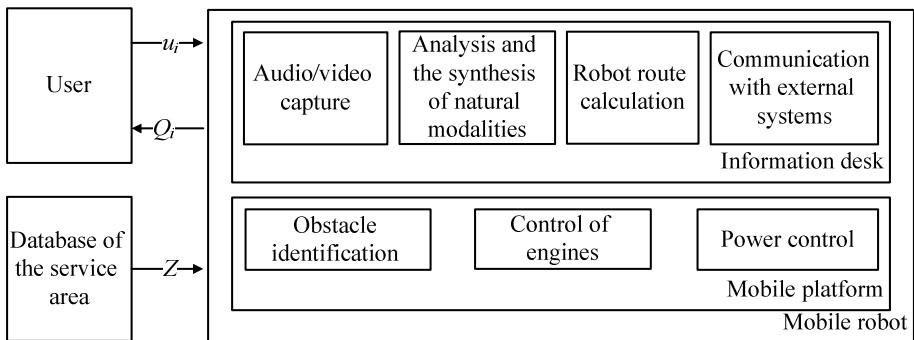 User
u_i
Q_i
Database of
the service
area
Z
Audio/video
capture
Analysis and
the synthesis
of natural
modalities
Robot route
calculation
Communication
with external
systems
Information desk
Obstacle
identification
Control of
engines
Power control
Mobile platform
Mobile robot